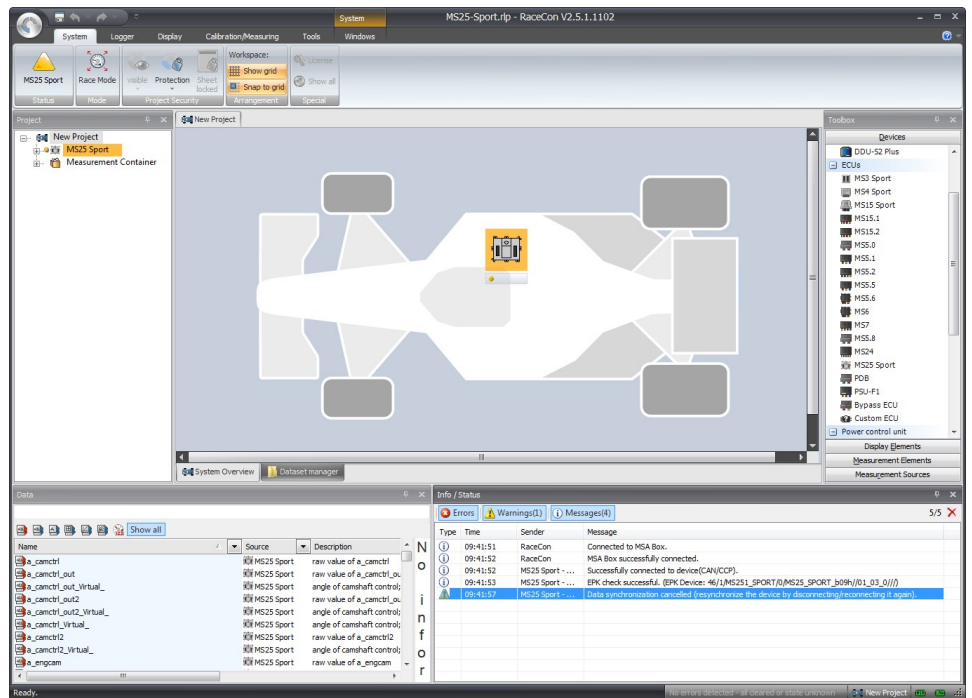 System
MS25-Sport.rlp - RaceCon V2.5.1.1102
System Logger Display Calibration/Measuring Tools Windows
MS25 Sport
Race Mode
visible
Protection
Sheet locked
Workspace:
Show grid
Snap to grid
License
Show all
Status Mode Project Security Arrangement Special
Project
New Project
MS25 Sport
Measurement Container
New Project
System Overview Dataset manager
Toolbox
Devices
DDU-S2 Plus
ECUs
MS3 Sport
MS4 Sport
MS15 Sport
MS15.1
MS15.2
MS5.0
MS5.1
MS5.2
MS5.5
MS5.6
MS6
MS7
MS5.8
MS24
MS25 Sport
PDB
PSU-F1
Bypass ECU
Custom ECU
Power control unit
Display Elements
Measurement Elements
Measurement Sources
Data
Show all
Name Source Description
a_camctrl MS25 Sport raw value of a_camctrl
a_camctrl_out MS25 Sport raw value of a_camctrl_ou
a_camctrl_out_Virtual_ MS25 Sport angle of camshaft control;
a_camctrl_out2 MS25 Sport raw value of a_camctrl_ou
a_camctrl_out2_Virtual_ MS25 Sport angle of camshaft control;
a_camctrl_Virtual_ MS25 Sport angle of camshaft control;
a_camctrl2 MS25 Sport raw value of a_camctrl2
a_camctrl2_Virtual_ MS25 Sport angle of camshaft control;
a_engcam MS25 Sport raw value of a_engcam
No infor
Info / Status
Errors Warnings(1) Messages(4) 5/5
Type Time Sender Message
09:41:51 RaceCon Connected to MSA Box.
09:41:52 RaceCon MSA Box successfully connected.
09:41:52 MS25 Sport - ... Successfully connected to device(CAN/CCP).
09:41:53 MS25 Sport - ... EPK check successful. (EPK Device: 46/1/MS251_SPORT/0/MS25_SPORT_b09h//01_03_0///)
09:41:57 MS25 Sport - ... Data synchronization cancelled (resynchronize the device by disconnecting/reconnecting it again).
Ready.
No errors detected - all cleared or state unknown New Project